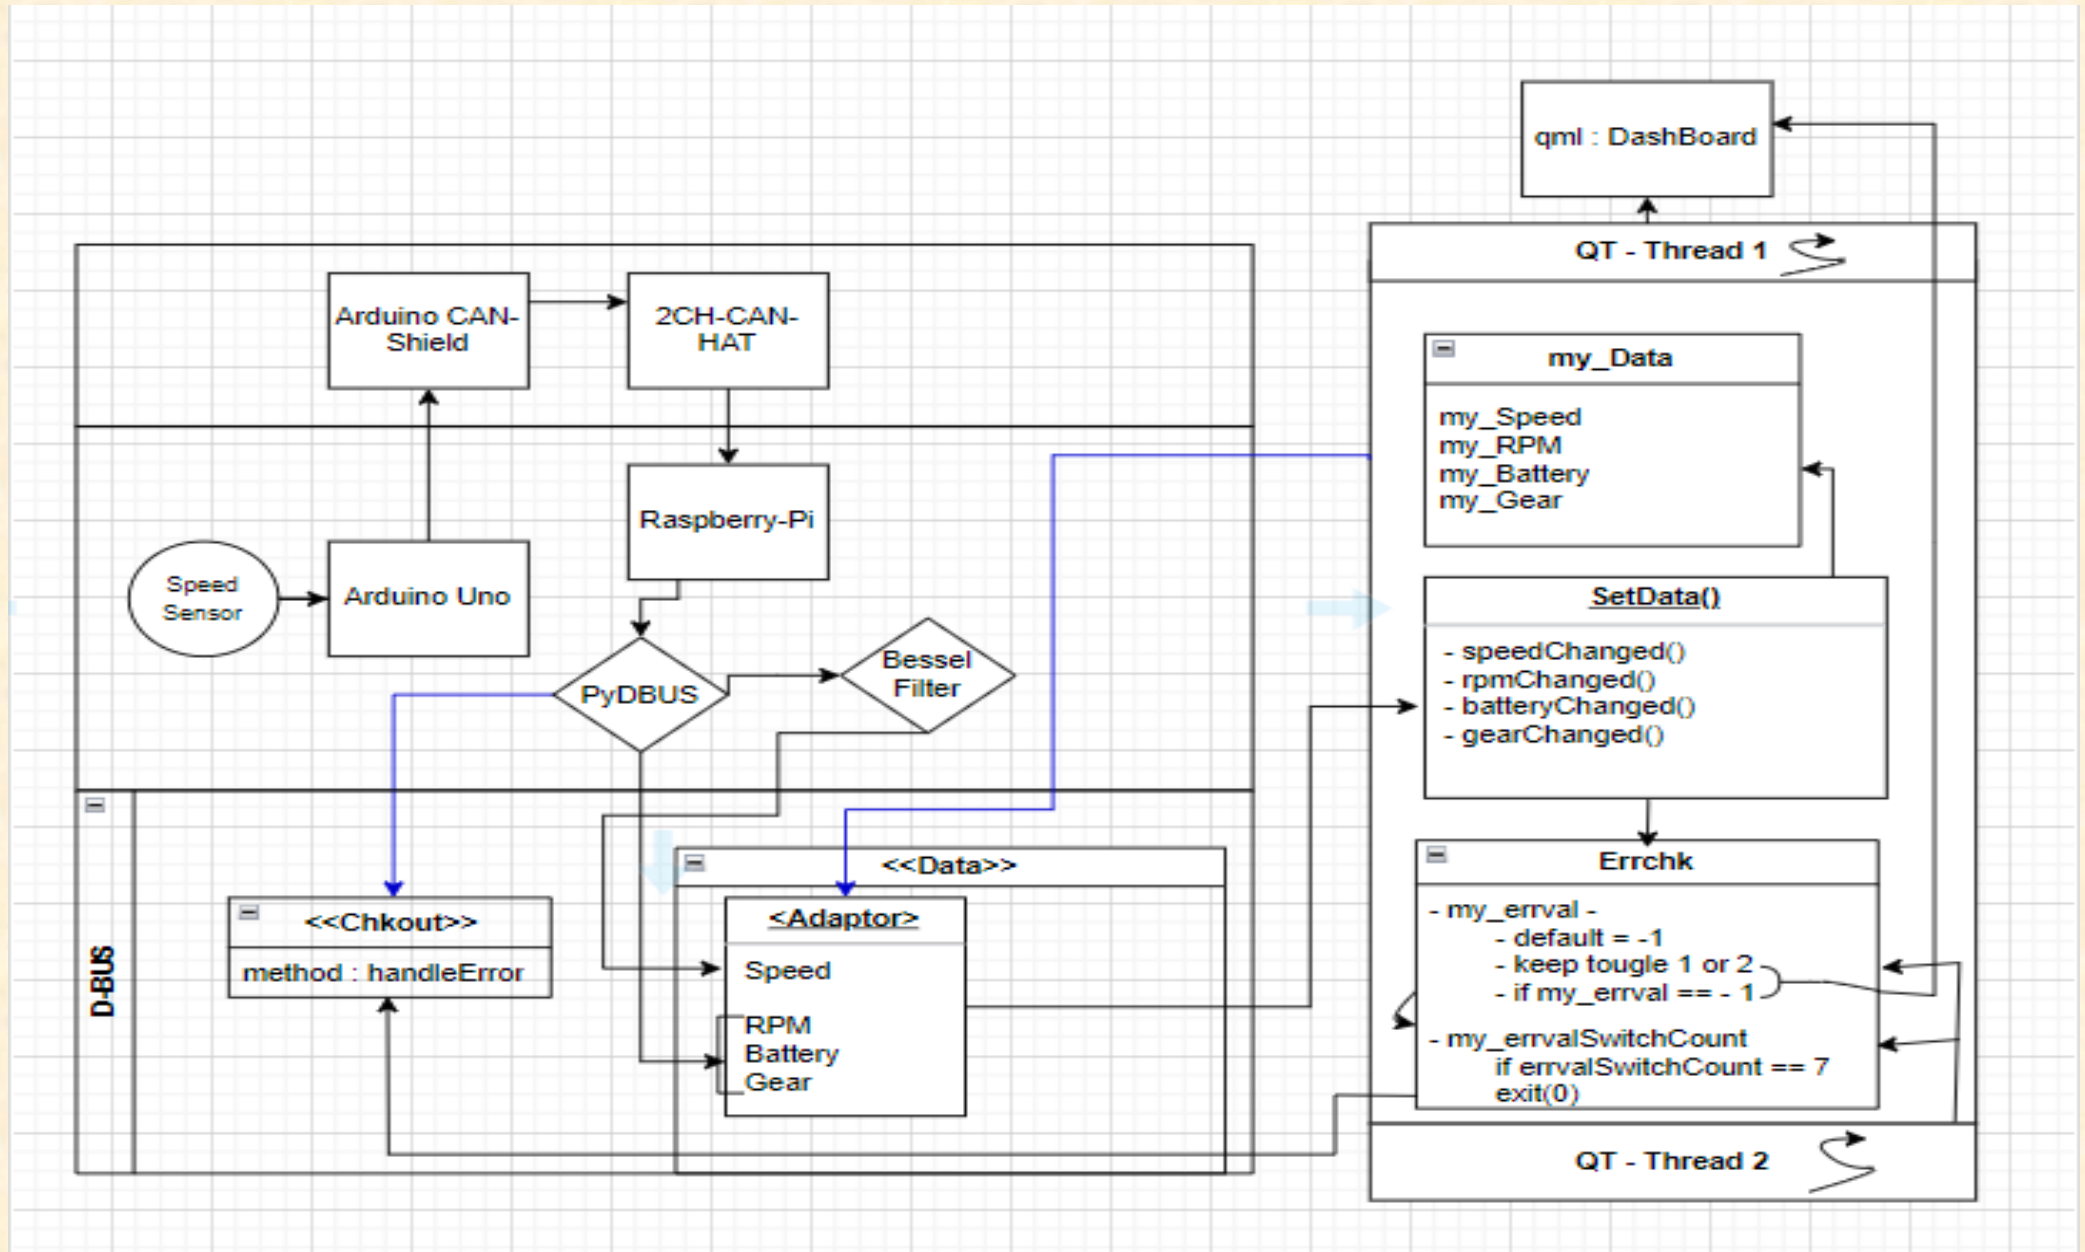 qml : DashBoard
QT - Thread 1
Arduino CAN-
Shield
2CH-CAN-
HAT
my_Data
my_Speed
my_RPM
my_Battery
my_Gear
Raspberry-Pi
Speed
Sensor
Arduino Uno
SetData()
- speedChanged()
- rpmChanged()
- batteryChanged()
- gearChanged()
PyDBUS
Bessel
Filter
D-BUS
<<Chkout>>
method : handleError
<<Data>>
<Adaptor>
Speed
RPM
Battery
Gear
Errchk
- my_errval -
- default = -1
- keep tougle 1 or 2
- if my_errval == - 1
- my_errvalSwitchCount
if errvalSwitchCount == 7
exit(0)
QT - Thread 2